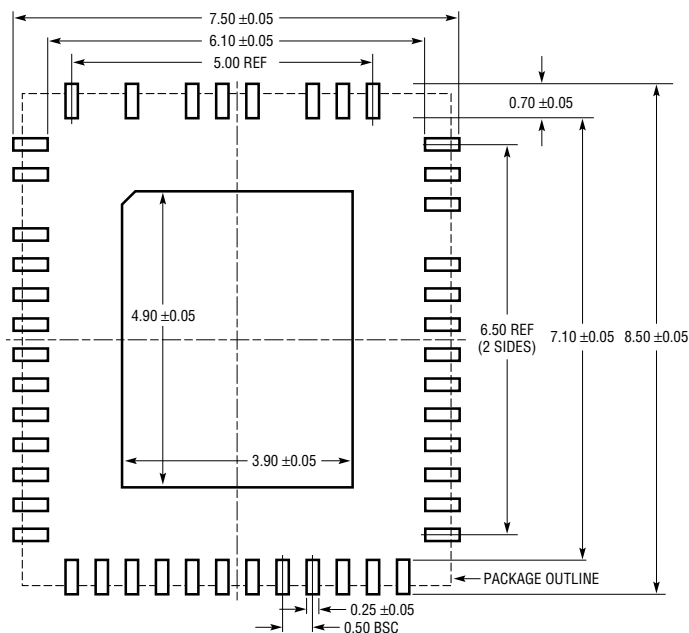 7.50 ±0.05
6.10 ±0.05
5.00 REF
0.70 ±0.05
4.90 ±0.05
6.50 REF
(2 SIDES)
7.10 ±0.05
8.50 ±0.05
3.90 ±0.05
PACKAGE OUTLINE
0.25 ±0.05
0.50 BSC